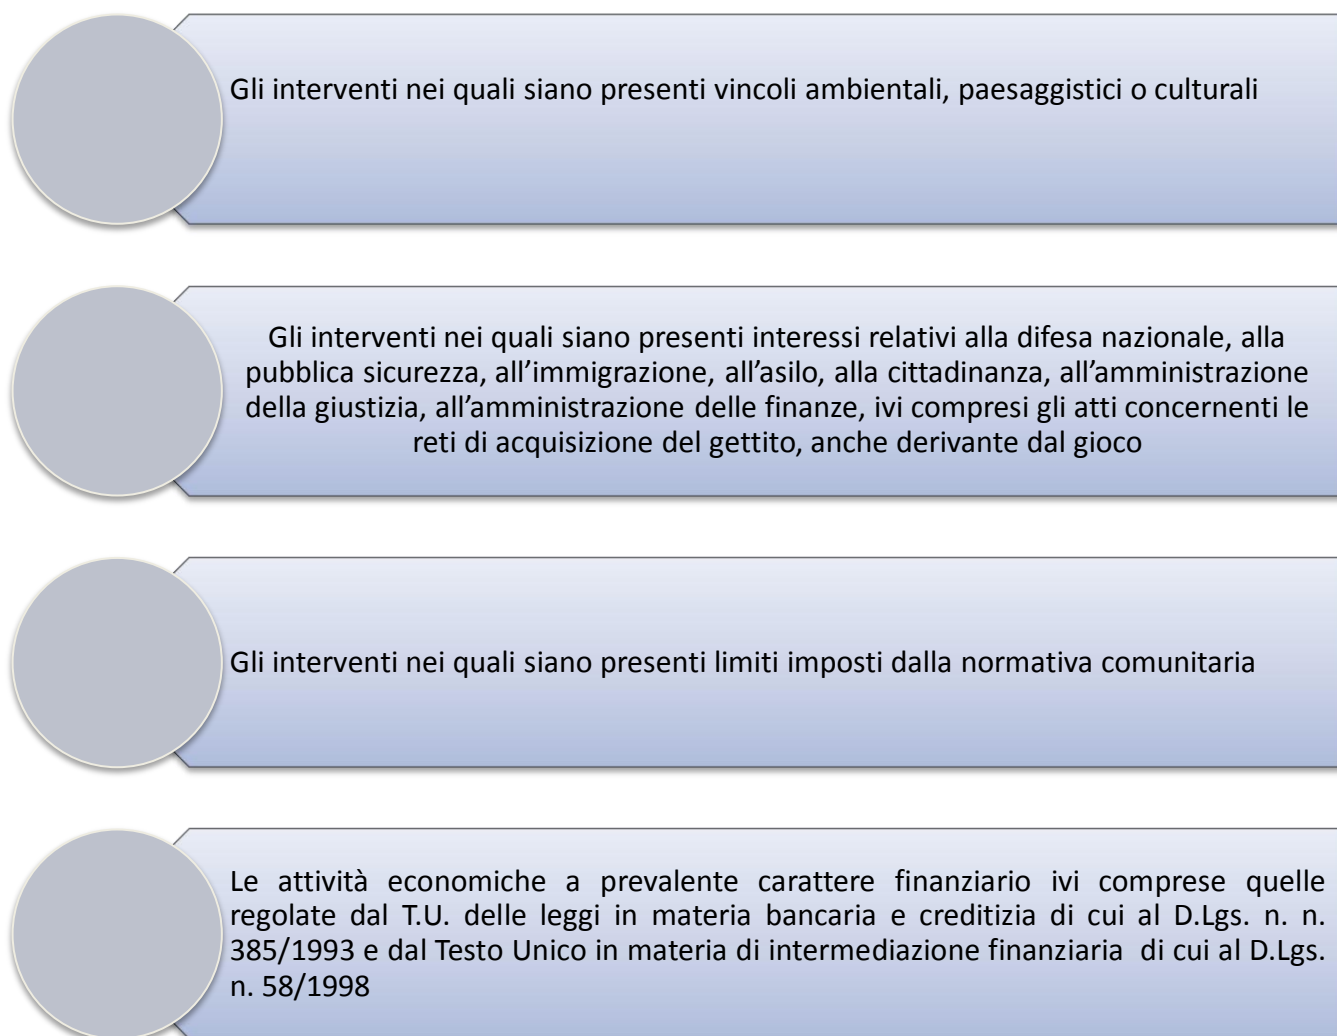 Gli interventi nei quali siano presenti vincoli ambientali, paesaggistici o culturali
Gli interventi nei quali siano presenti interessi relativi alla difesa nazionale, alla
pubblica sicurezza, all’immigrazione, all’asilo, alla cittadinanza, all’amministrazione
della giustizia, all’amministrazione delle finanze, ivi compresi gli atti concernenti le
reti di acquisizione del gettito, anche derivante dal gioco
Gli interventi nei quali siano presenti limiti imposti dalla normativa comunitaria
Le attività economiche a prevalente carattere finanziario ivi comprese quelle
regolate dal T.U. delle leggi in materia bancaria e creditizia di cui al D.Lgs. n. n.
385/1993 e dal Testo Unico in materia di intermediazione finanziaria di cui al D.Lgs.
n. 58/1998